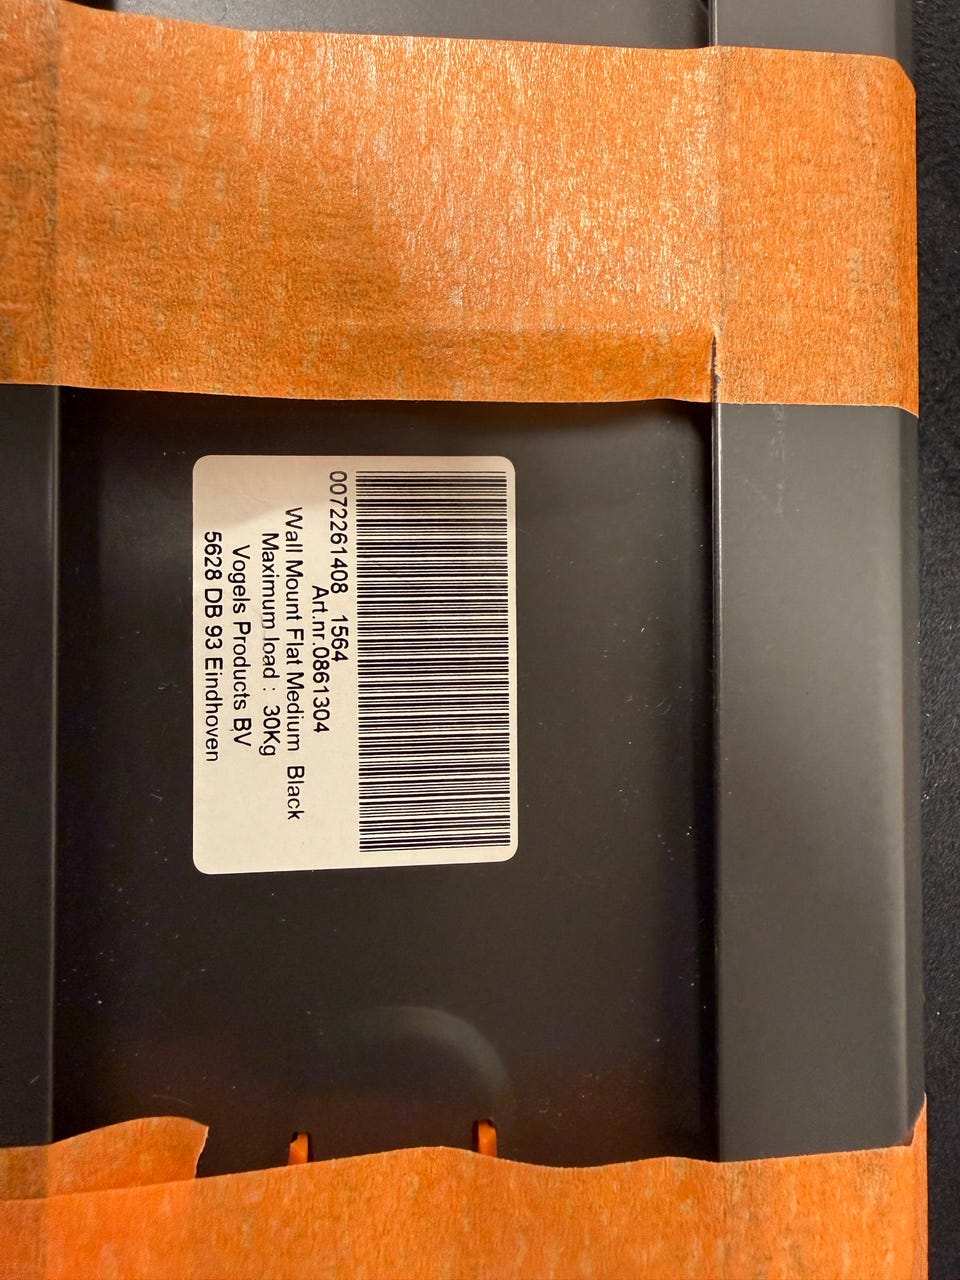 0072261408 1564
Art.nr.0861304
Wall Mount Flat Medium Black
Maximum load : 30Kg
Vogels Products BV
5628 DB 93 Eindhoven